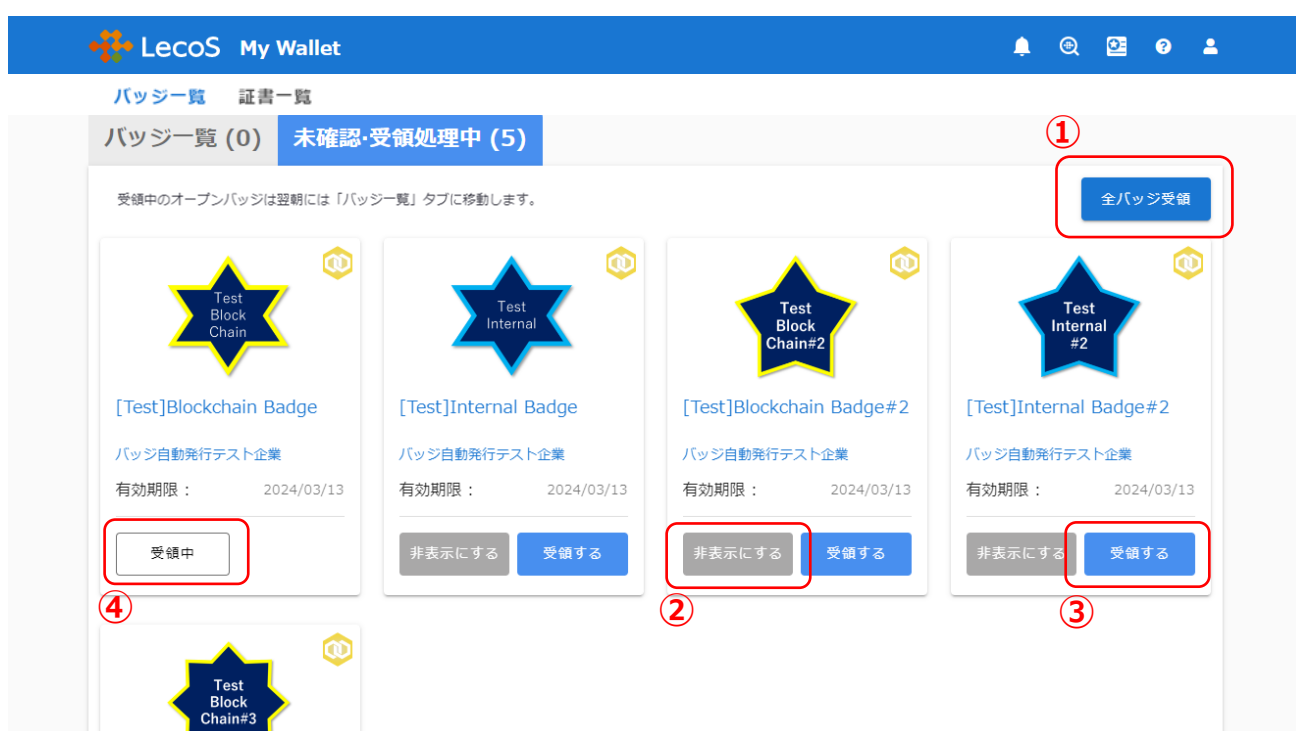 LecoS My Wallet
バッジ一覧 証書一覧
バッジ一覧 (0) 未確認・受領処理中 (5)
①
受領中のオープンバッジは翌朝には「バッジ一覧」タブに移動します。
全バッジ受領
Test
Block
Chain
[Test]Blockchain Badge
バッジ自動発行テスト企業
有効期限： 2024/03/13
受領中
④
Test
Internal
[Test]Internal Badge
バッジ自動発行テスト企業
有効期限： 2024/03/13
非表示にする 受領する
Test
Block
Chain#2
[Test]Blockchain Badge#2
バッジ自動発行テスト企業
有効期限： 2024/03/13
非表示にする 受領する
②
Test
Internal
#2
[Test]Internal Badge#2
バッジ自動発行テスト企業
有効期限： 2024/03/13
非表示にする 受領する
③
Test
Block
Chain#3